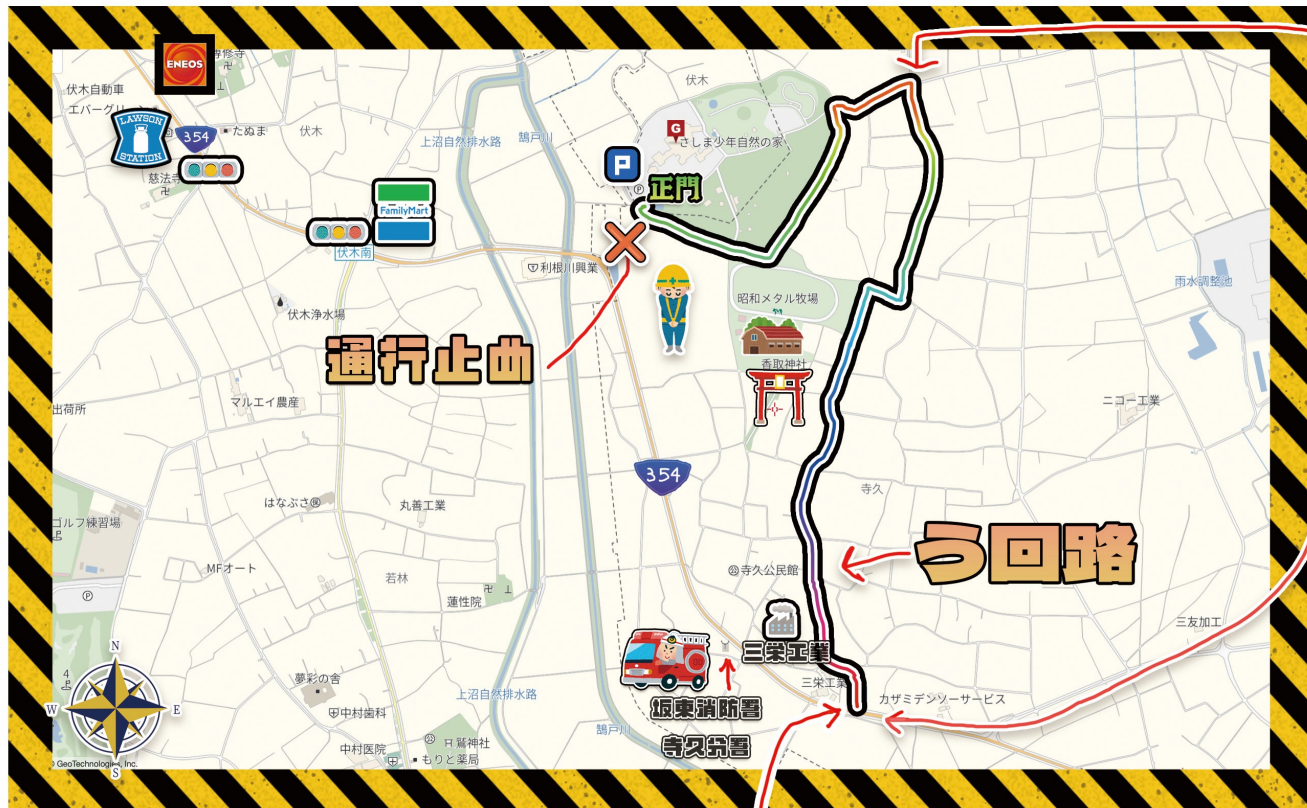 ENEOS
専修寺
伏木自動車
エバーグリ
LAWSON
STATION
354
たぬま
伏木
慈法寺
上沼自然排水路
鵠戸川
伏木
G
さしま少年自然の家
P
正門
FamilyMart
伏木南
利根川興業
雨水調整池
昭和メタル牧場
伏木浄水場
通行止め
香取神社
出荷所
マルエイ農産
ニコー工業
354
寺久
はなぶさ
丸善工業
ゴルフ練習場
う回路
MFオート
寺久公民館
若林
P
蓮性院
三友加工
三栄工業
三栄工業
N
W
E
S
4
夢彩の舎
上沼自然排水路
坂東消防署
寺久分署
カザミデンソーサービス
中村歯科
鵠戸川
鷲神社
中村医院
もりと薬局
© GeoTechnologies, Inc.